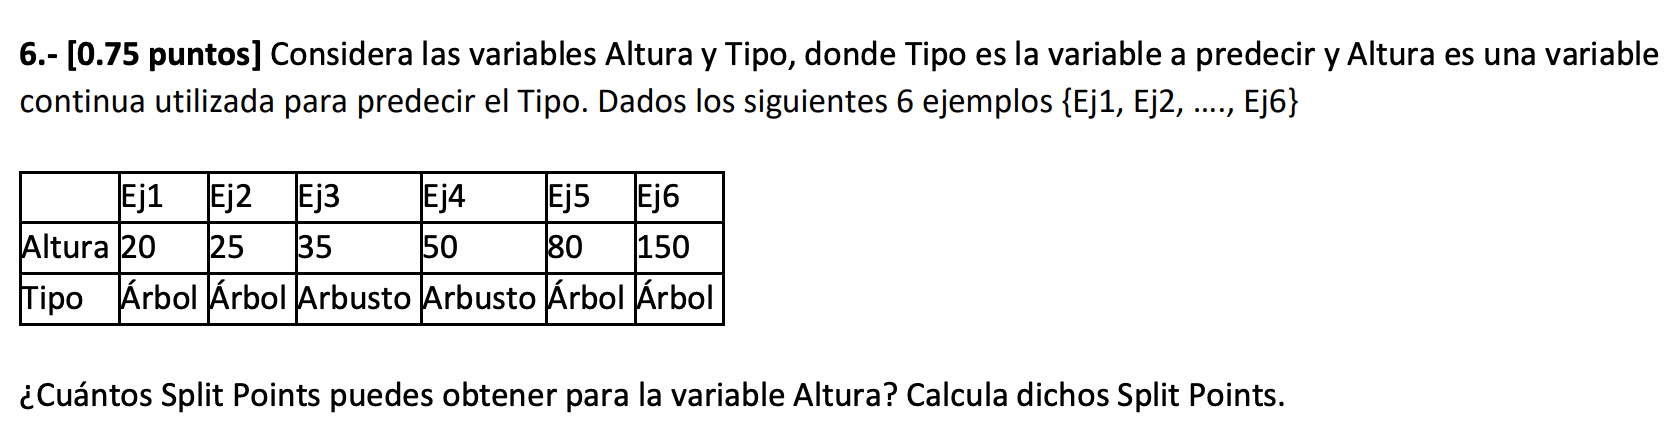 6.- [0.75 puntos] Considera las variables Altura y Tipo, donde Tipo es la variable a predecir y Altura es una variable
continua utilizada para predecir el Tipo. Dados los siguientes 6 ejemplos {Ej1, Ej2, ...., Ej6}
Ej1 Ej2 Ej3 Ej4 Ej5 Ej6
Altura 20 25 35 50 80 150
Tipo Árbol Árbol Arbusto Arbusto Árbol Árbol
¿Cuántos Split Points puedes obtener para la variable Altura? Calcula dichos Split Points.